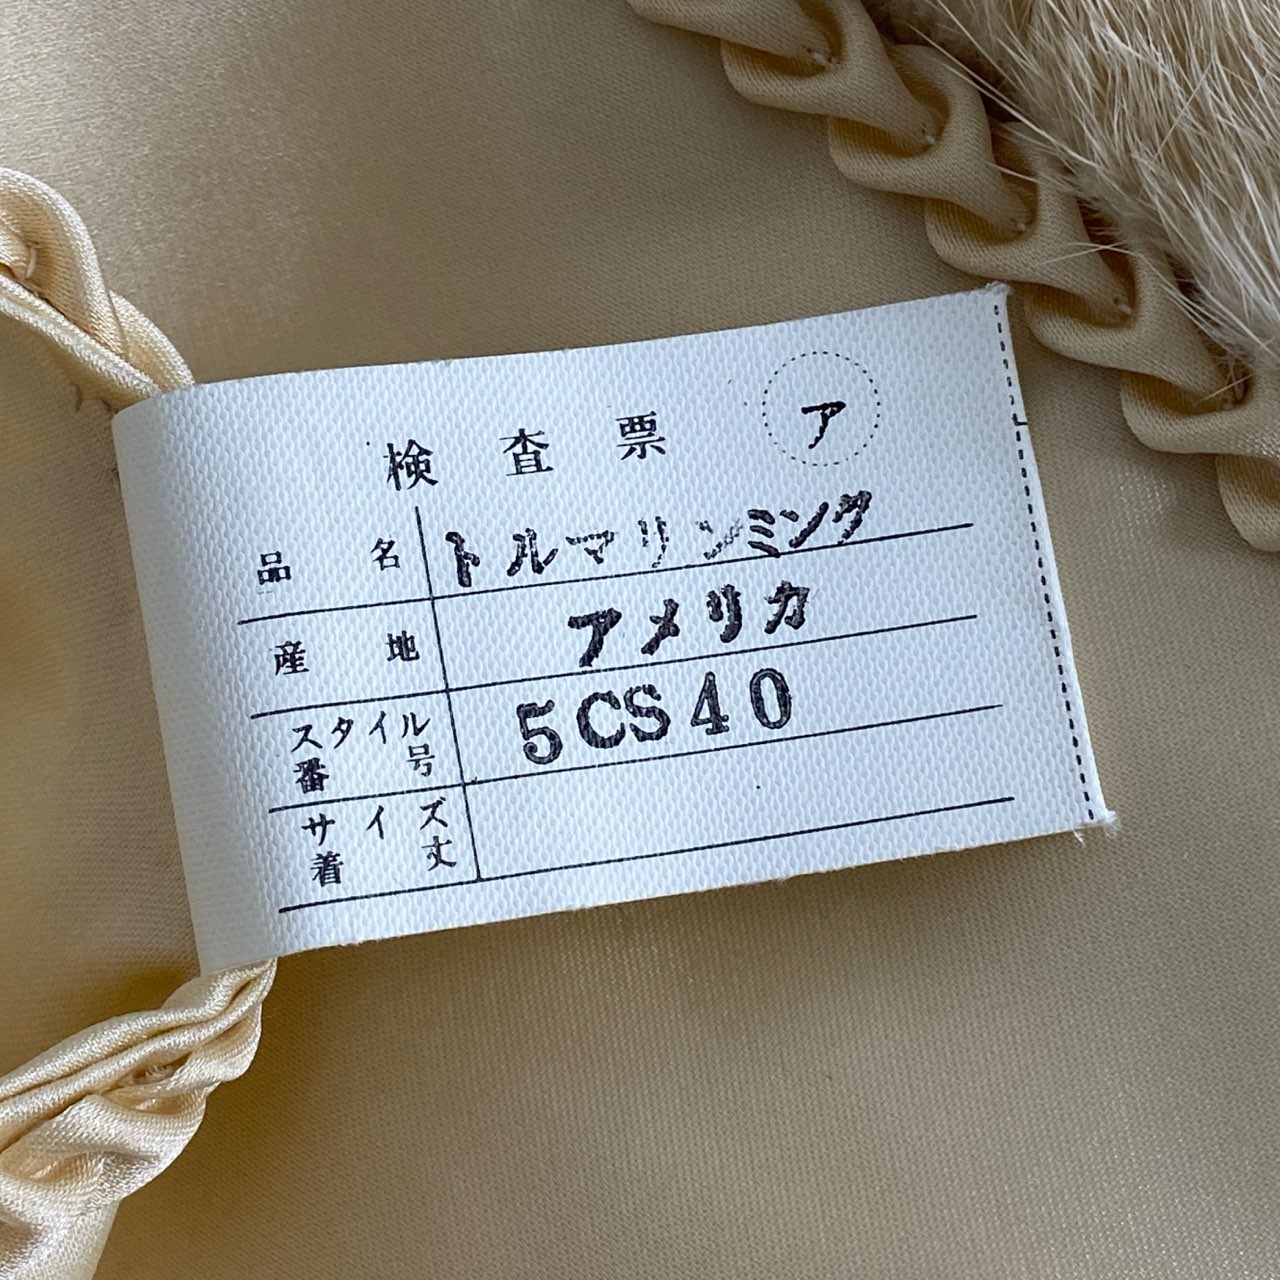 検査票 ア
品名 トルマリンミンク
産地 アメリカ
スタイル番号 5CS40
サイズ着丈